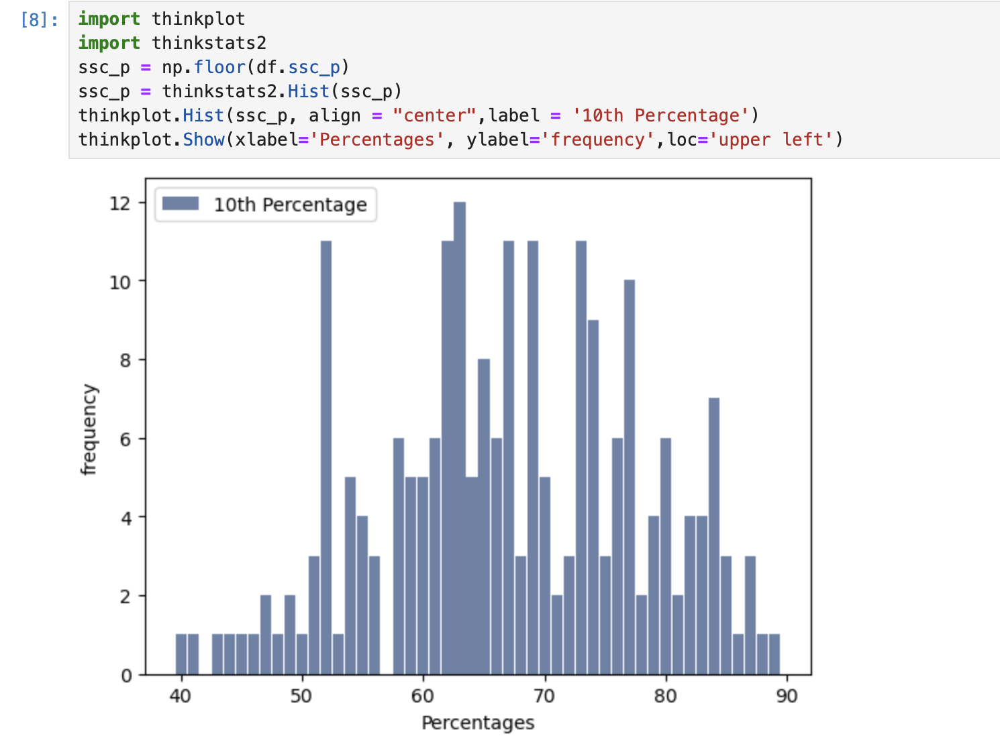 [8]:
import thinkplot
import thinkstats2
ssc_p = np.floor(df.ssc_p)
ssc_p = thinkstats2.Hist(ssc_p)
thinkplot.Hist(ssc_p, align = "center",label = '10th Percentage')
thinkplot.Show(xlabel='Percentages', ylabel='frequency',loc='upper left')
10th Percentage
12
10
8
6
4
2
0
frequency
40 50 60 70 80 90
Percentages